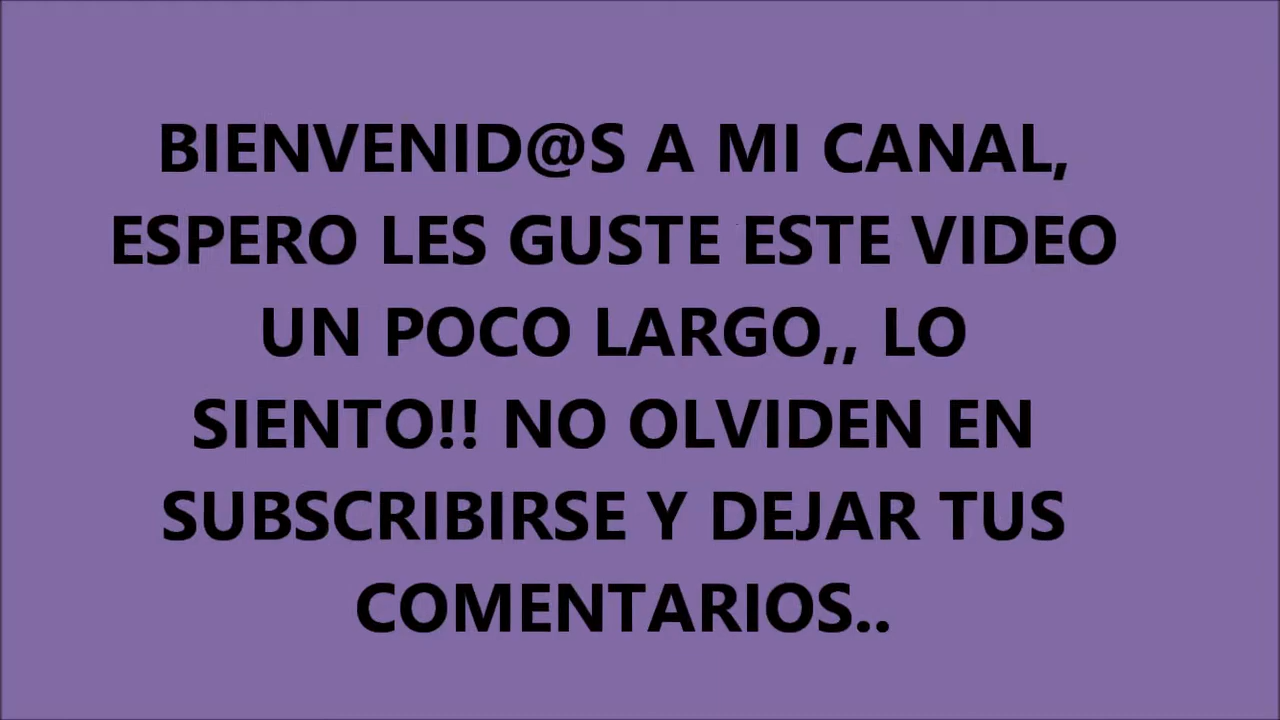 BIENVENID@S A MI CANAL,
ESPERO LES GUSTE ESTE VIDEO
UN POCO LARGO,, LO
SIENTO!! NO OLVIDEN EN
SUBSCRIBIRSE Y DEJAR TUS
COMENTARIOS..